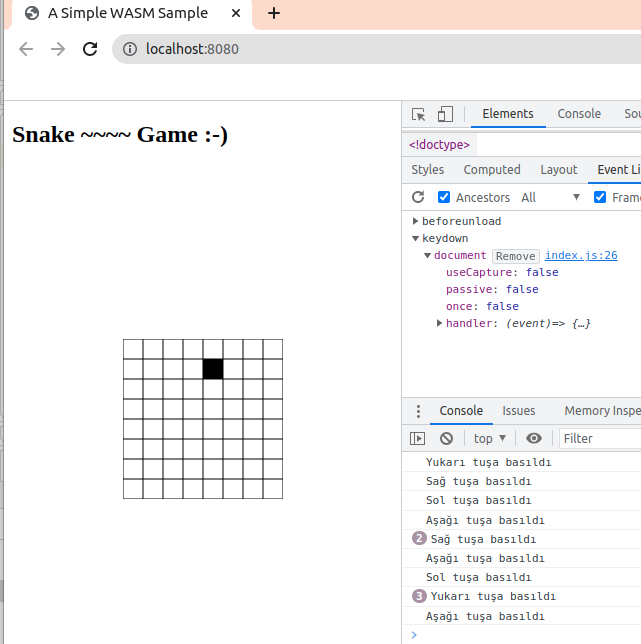 A Simple WASM Sample
localhost:8080
Snake ~~~~ Game :-)
Elements Console Sou
<!doctype>
Styles Computed Layout Event Li
Ancestors All Frame
beforeunload
keydown
document Remove index.js:26
useCapture: false
passive: false
once: false
handler: (event)=> {…}
Console Issues Memory Inspe
top Filter
Yukarı tuşa basıldı
Sağ tuşa basıldı
Sol tuşa basıldı
Aşağı tuşa basıldı
2 Sağ tuşa basıldı
Aşağı tuşa basıldı
Sol tuşa basıldı
3 Yukarı tuşa basıldı
Aşağı tuşa basıldı